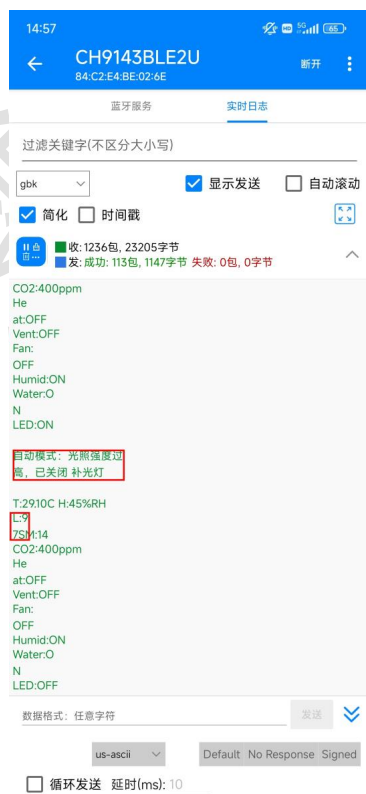 14:57
5G
65
CH9143BLE2U
84:C2:E4:BE:02:6E
断开
蓝牙服务 实时日志
过滤关键字(不区分大小写)
gbk 显示发送 自动滚动
简化 时间戳
收: 1236包, 23205字节
发: 成功: 113包, 1147字节 失败: 0包, 0字节
CO2:400ppm
He
at:OFF
Vent:OFF
Fan:
OFF
Humid:ON
Water:O
N
LED:ON
自动模式：光照强度过
高，已关闭 补光灯
T:29.10C H:45%RH
L:9
7SM:14
CO2:400ppm
He
at:OFF
Vent:OFF
Fan:
OFF
Humid:ON
Water:O
N
LED:OFF
数据格式：任意字符 发送
us-ascii Default No Response Signed
循环发送 延时(ms): 10